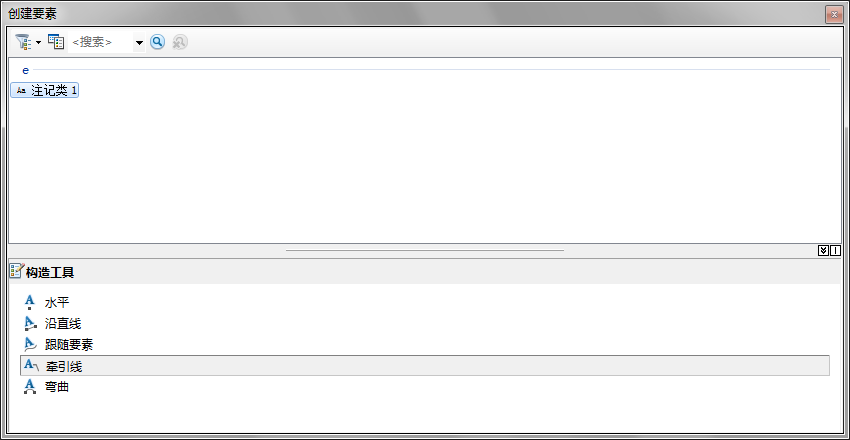 创建要素
<搜索>
e
Aa 注记类 1
构造工具
A 水平
A 沿直线
A 跟随要素
A 牵引线
A 弯曲